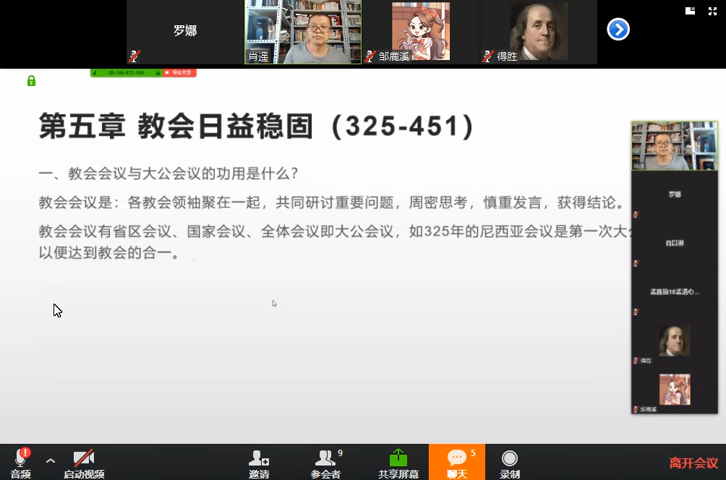 罗娜
肖遥
邹鹿溪
得胜
第五章 教会日益稳固（325-451）
一、教会会议与大公会议的功用是什么？
教会会议是：各教会领袖聚在一起，共同研讨重要问题，周密思考，慎重发言，获得结论。
教会会议有省区会议、国家会议、全体会议即大公会议，如325年的尼西亚会议是第一次大
以便达到教会的合一。
罗娜
得胜
邹鹿溪
音频
启动视频
邀请
参会者
9
共享屏幕
聊天
5
录制
离开会议